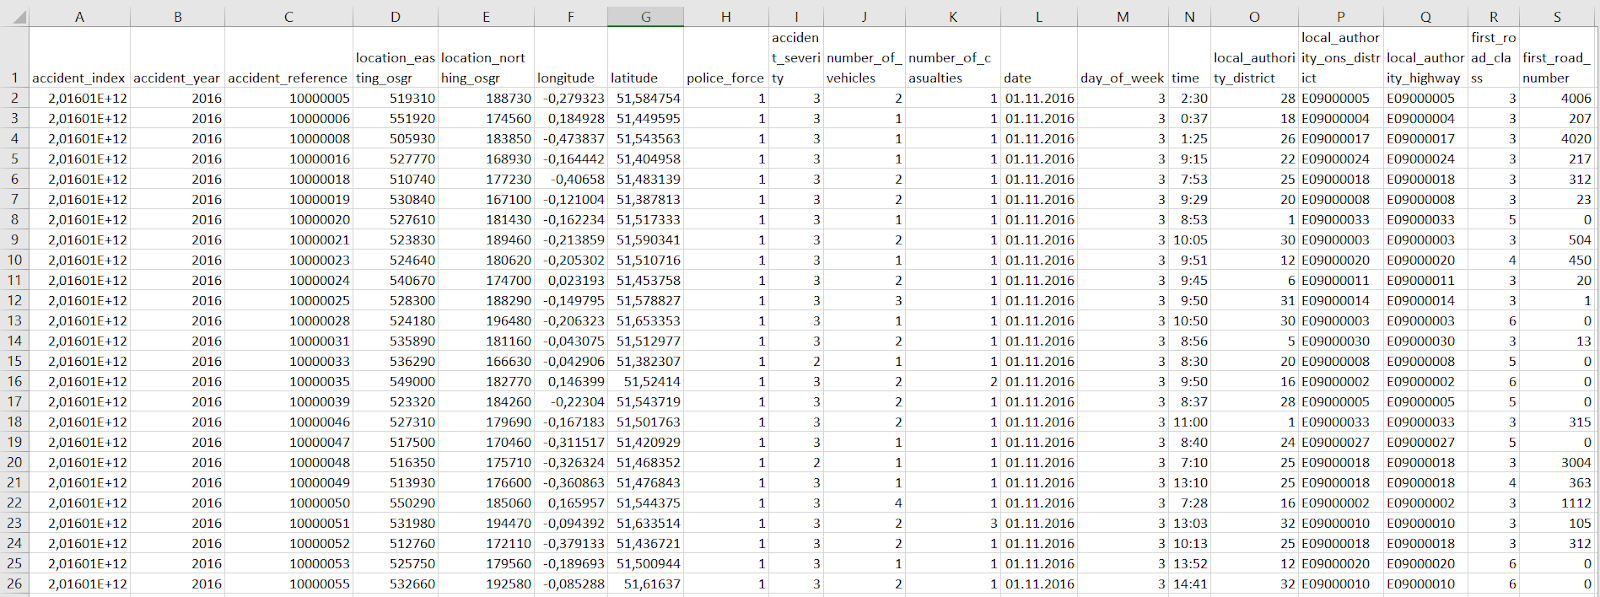 A B C D E F G H I J K L M N O P Q R S
acciden local_author first_ro
location_eas location_nort t_severi number_of_ number_of_c local_authori ity_ons_distr local_author ad_cla first_road_
1 accident_index accident_year accident_reference ting_osgr hing_osgr longitude latitude police_force ty vehicles asualties date day_of_week time ty_district ict ity_highway ss number
2 2,01601E+12 2016 10000005 519310 188730 -0,279323 51,584754 1 3 2 1 01.11.2016 3 2:30 28 E09000005 E09000005 3 4006
3 2,01601E+12 2016 10000006 551920 174560 0,184928 51,449595 1 3 1 1 01.11.2016 3 0:37 18 E09000004 E09000004 3 207
4 2,01601E+12 2016 10000008 505930 183850 -0,473837 51,543563 1 3 1 1 01.11.2016 3 1:25 26 E09000017 E09000017 3 4020
5 2,01601E+12 2016 10000016 527770 168930 -0,164442 51,404958 1 3 1 1 01.11.2016 3 9:15 22 E09000024 E09000024 3 217
6 2,01601E+12 2016 10000018 510740 177230 -0,40658 51,483139 1 3 2 1 01.11.2016 3 7:53 25 E09000018 E09000018 3 312
7 2,01601E+12 2016 10000019 530840 167100 -0,121004 51,387813 1 3 2 1 01.11.2016 3 9:29 20 E09000008 E09000008 3 23
8 2,01601E+12 2016 10000020 527610 181430 -0,162234 51,517333 1 3 1 1 01.11.2016 3 8:53 1 E09000033 E09000033 5 0
9 2,01601E+12 2016 10000021 523830 189460 -0,213859 51,590341 1 3 2 1 01.11.2016 3 10:05 30 E09000003 E09000003 3 504
10 2,01601E+12 2016 10000023 524640 180620 -0,205302 51,510716 1 3 1 1 01.11.2016 3 9:51 12 E09000020 E09000020 4 450
11 2,01601E+12 2016 10000024 540670 174700 0,023193 51,453758 1 3 2 1 01.11.2016 3 9:45 6 E09000011 E09000011 3 20
12 2,01601E+12 2016 10000025 528300 188290 -0,149795 51,578827 1 3 3 1 01.11.2016 3 9:50 31 E09000014 E09000014 3 1
13 2,01601E+12 2016 10000028 524180 196480 -0,206323 51,653353 1 3 1 1 01.11.2016 3 10:50 30 E09000003 E09000003 6 0
14 2,01601E+12 2016 10000031 535890 181160 -0,043075 51,512977 1 3 2 1 01.11.2016 3 8:56 5 E09000030 E09000030 3 13
15 2,01601E+12 2016 10000033 536290 166630 -0,042906 51,382307 1 2 1 1 01.11.2016 3 8:30 20 E09000008 E09000008 5 0
16 2,01601E+12 2016 10000035 549000 182770 0,146399 51,52414 1 3 2 2 01.11.2016 3 9:50 16 E09000002 E09000002 6 0
17 2,01601E+12 2016 10000039 523320 184260 -0,22304 51,543719 1 3 2 1 01.11.2016 3 8:37 28 E09000005 E09000005 5 0
18 2,01601E+12 2016 10000046 527310 179690 -0,167183 51,501763 1 3 2 1 01.11.2016 3 11:00 1 E09000033 E09000033 3 315
19 2,01601E+12 2016 10000047 517500 170460 -0,311517 51,420929 1 3 1 1 01.11.2016 3 8:40 24 E09000027 E09000027 5 0
20 2,01601E+12 2016 10000048 516350 175710 -0,326324 51,468352 1 2 1 1 01.11.2016 3 7:10 25 E09000018 E09000018 3 3004
21 2,01601E+12 2016 10000049 513930 176600 -0,360863 51,476843 1 3 1 1 01.11.2016 3 13:10 25 E09000018 E09000018 4 363
22 2,01601E+12 2016 10000050 550290 185060 0,165957 51,544375 1 3 4 1 01.11.2016 3 7:28 16 E09000002 E09000002 3 1112
23 2,01601E+12 2016 10000051 531980 194470 -0,094392 51,633514 1 3 2 3 01.11.2016 3 13:03 32 E09000010 E09000010 3 105
24 2,01601E+12 2016 10000052 512760 172110 -0,379133 51,436721 1 3 2 1 01.11.2016 3 10:13 25 E09000018 E09000018 3 312
25 2,01601E+12 2016 10000053 525750 179560 -0,189693 51,500944 1 3 1 1 01.11.2016 3 13:52 12 E09000020 E09000020 6 0
26 2,01601E+12 2016 10000055 532660 192580 -0,085288 51,61637 1 3 2 1 01.11.2016 3 14:41 32 E09000010 E09000010 6 0